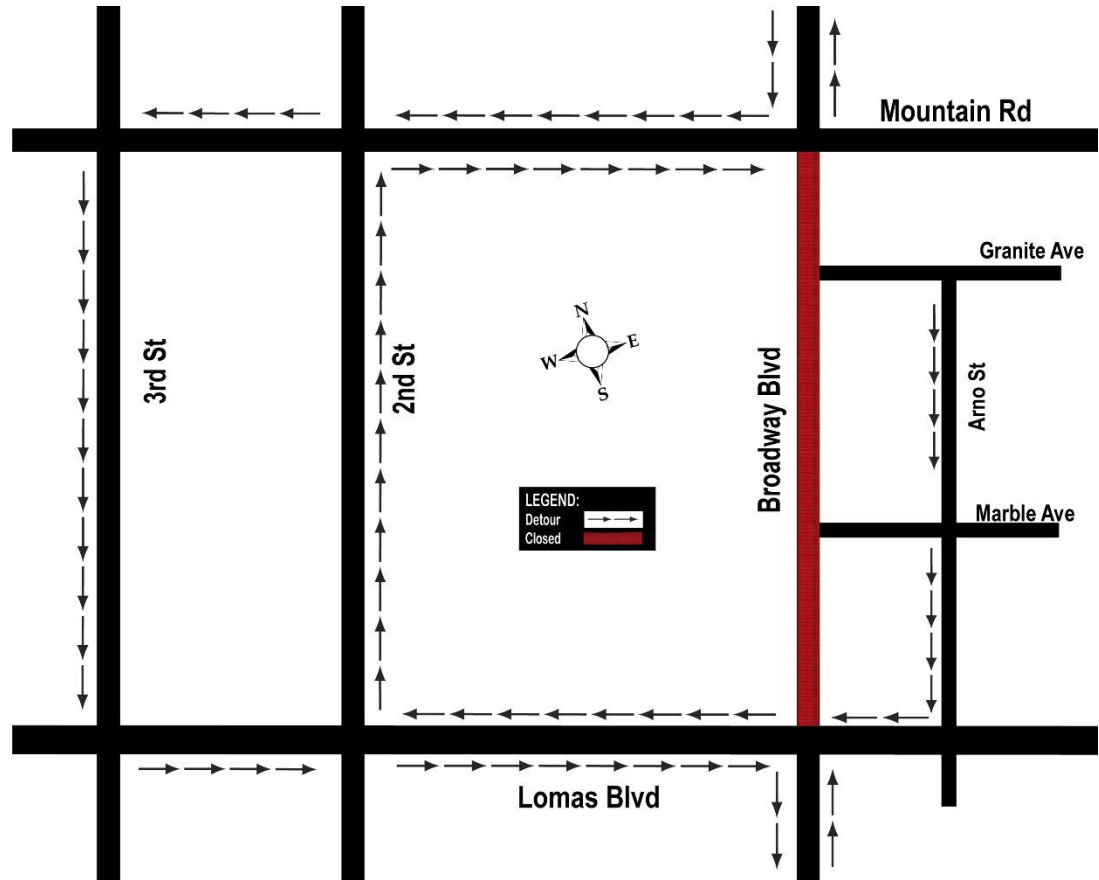 Mountain Rd
Granite Ave
N
W
E
S
3rd St
2nd St
Broadway Blvd
Arno St
LEGEND:
Detour
Closed
Marble Ave
Lomas Blvd